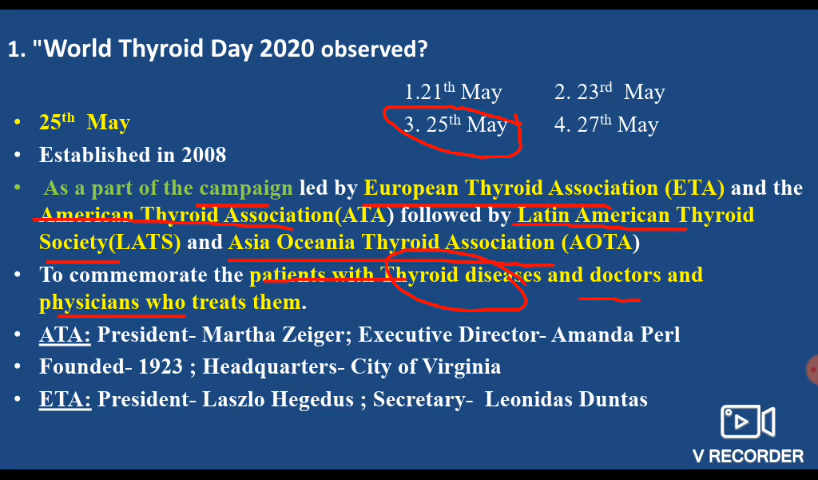 1. "World Thyroid Day 2020 observed?
1.21th May 2. 23rd May
3. 25th May 4. 27th May
• 25th May
• Established in 2008
• As a part of the campaign led by European Thyroid Association (ETA) and the
American Thyroid Association(ATA) followed by Latin American Thyroid
Society(LATS) and Asia Oceania Thyroid Association (AOTA)
• To commemorate the patients with Thyroid diseases and doctors and
physicians who treats them.
• ATA: President- Martha Zeiger; Executive Director- Amanda Perl
• Founded- 1923 ; Headquarters- City of Virginia
• ETA: President- Laszlo Hegedus ; Secretary- Leonidas Duntas
V RECORDER